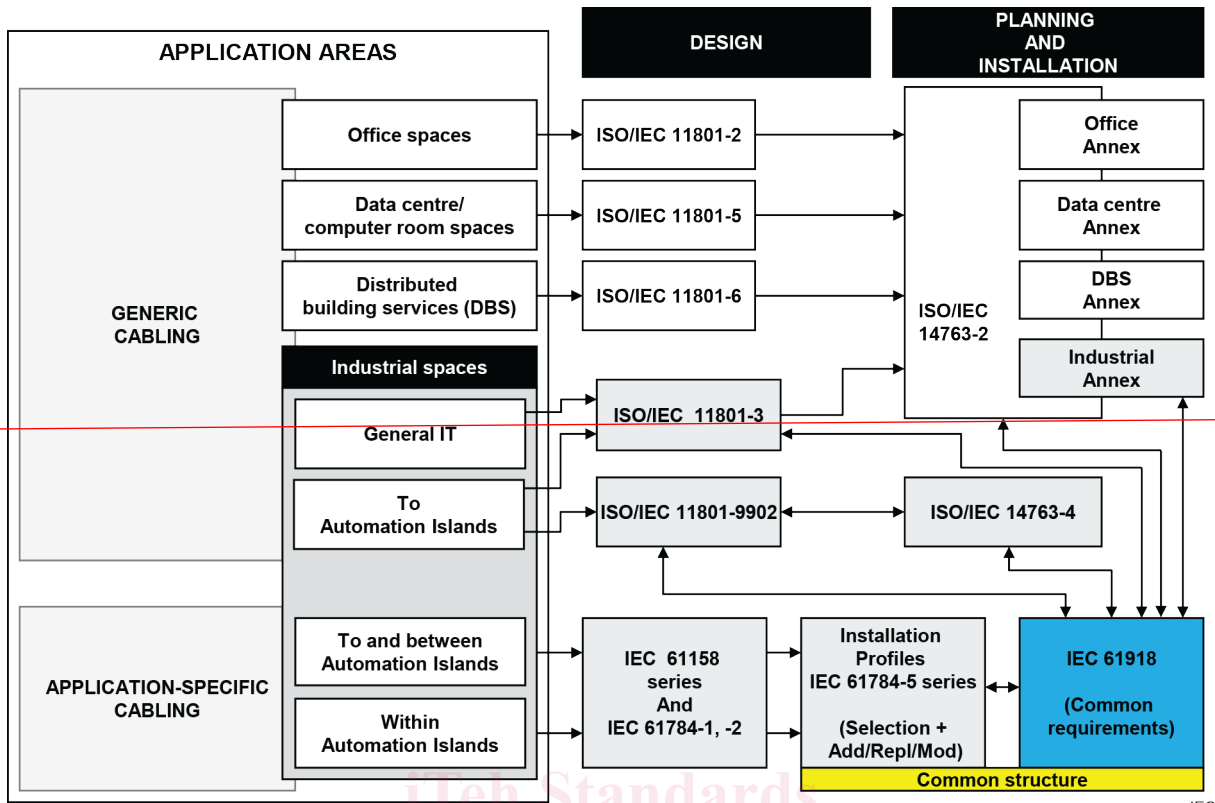 APPLICATION AREAS
DESIGN
PLANNING
AND
INSTALLATION
GENERIC
CABLING
Office spaces
ISO/IEC 11801-2
Office
Annex
Data centre/
computer room spaces
ISO/IEC 11801-5
Data centre
Annex
Distributed
building services (DBS)
ISO/IEC 11801-6
DBS
Annex
ISO/IEC
14763-2
Industrial spaces
Industrial
Annex
General IT
ISO/IEC 11801-3
To
Automation Islands
ISO/IEC 11801-9902
ISO/IEC 14763-4
APPLICATION-SPECIFIC
CABLING
To and between
Automation Islands
Within
Automation Islands
IEC 61158
series
And
IEC 61784-1, -2
Installation
Profiles
IEC 61784-5 series
(Selection +
Add/Repl/Mod)
IEC 61918
(Common
requirements)
Common structure
iTeh Standards